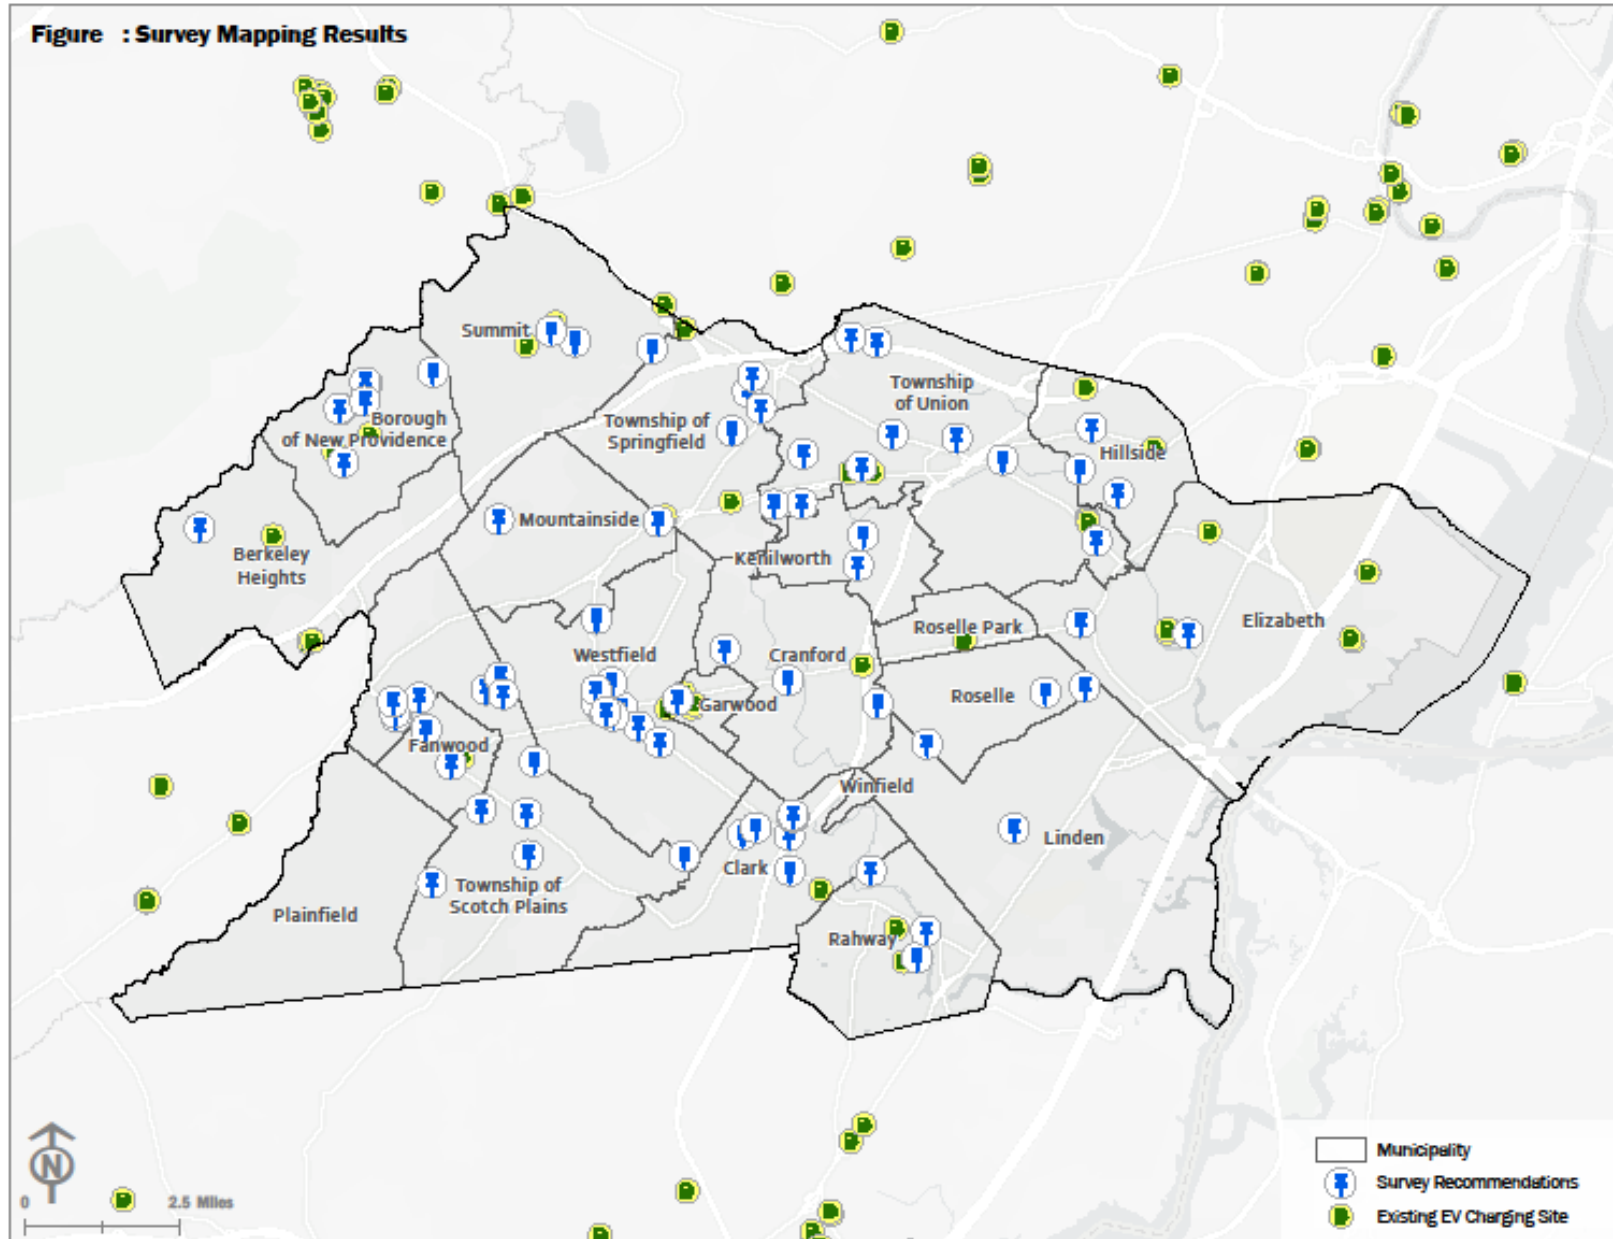 Figure : Survey Mapping Results
Summit
Township
of Union
Borough
of New Providence
Township of
Springfield
Hillside
Mountainside
Berkeley
Heights
Kenilworth
Elizabeth
Roselle Park
Westfield
Cranford
Roselle
Garwood
Fanwood
Winfield
Linden
Clark
Township of
Scotch Plains
Plainfield
Rahway
N
0 2.5 Miles
Municipality
Survey Recommendations
Existing EV Charging Site